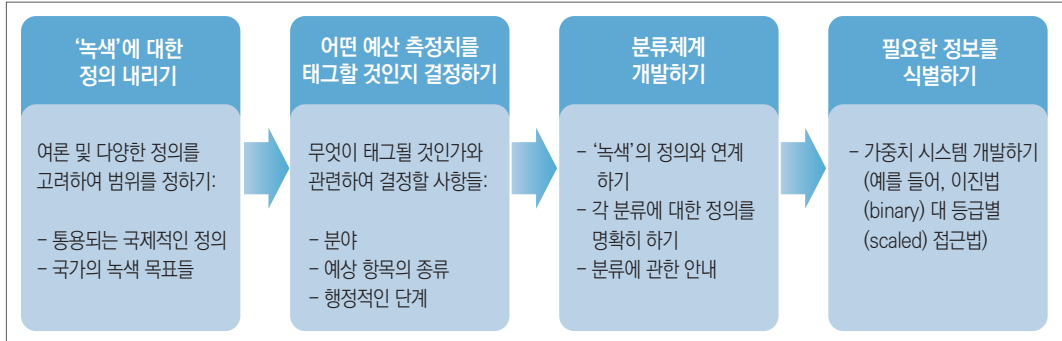 ‘녹색’에 대한
정의 내리기
여론 및 다양한 정의를
고려하여 범위를 정하기:
– 통용되는 국제적인 정의
– 국가의 녹색 목표들
어떤 예산 측정치를
태그할 것인지 결정하기
무엇이 태그될 것인가와
관련하여 결정할 사항들:
– 분야
– 예상 항목의 종류
– 행정적인 단계
분류체계
개발하기
– ‘녹색’의 정의와 연계
하기
– 각 분류에 대한 정의를
명확히 하기
– 분류에 관한 안내
필요한 정보를
식별하기
– 가중치 시스템 개발하기
(예를 들어, 이진법
(binary) 대 등급별
(scaled) 접근법)